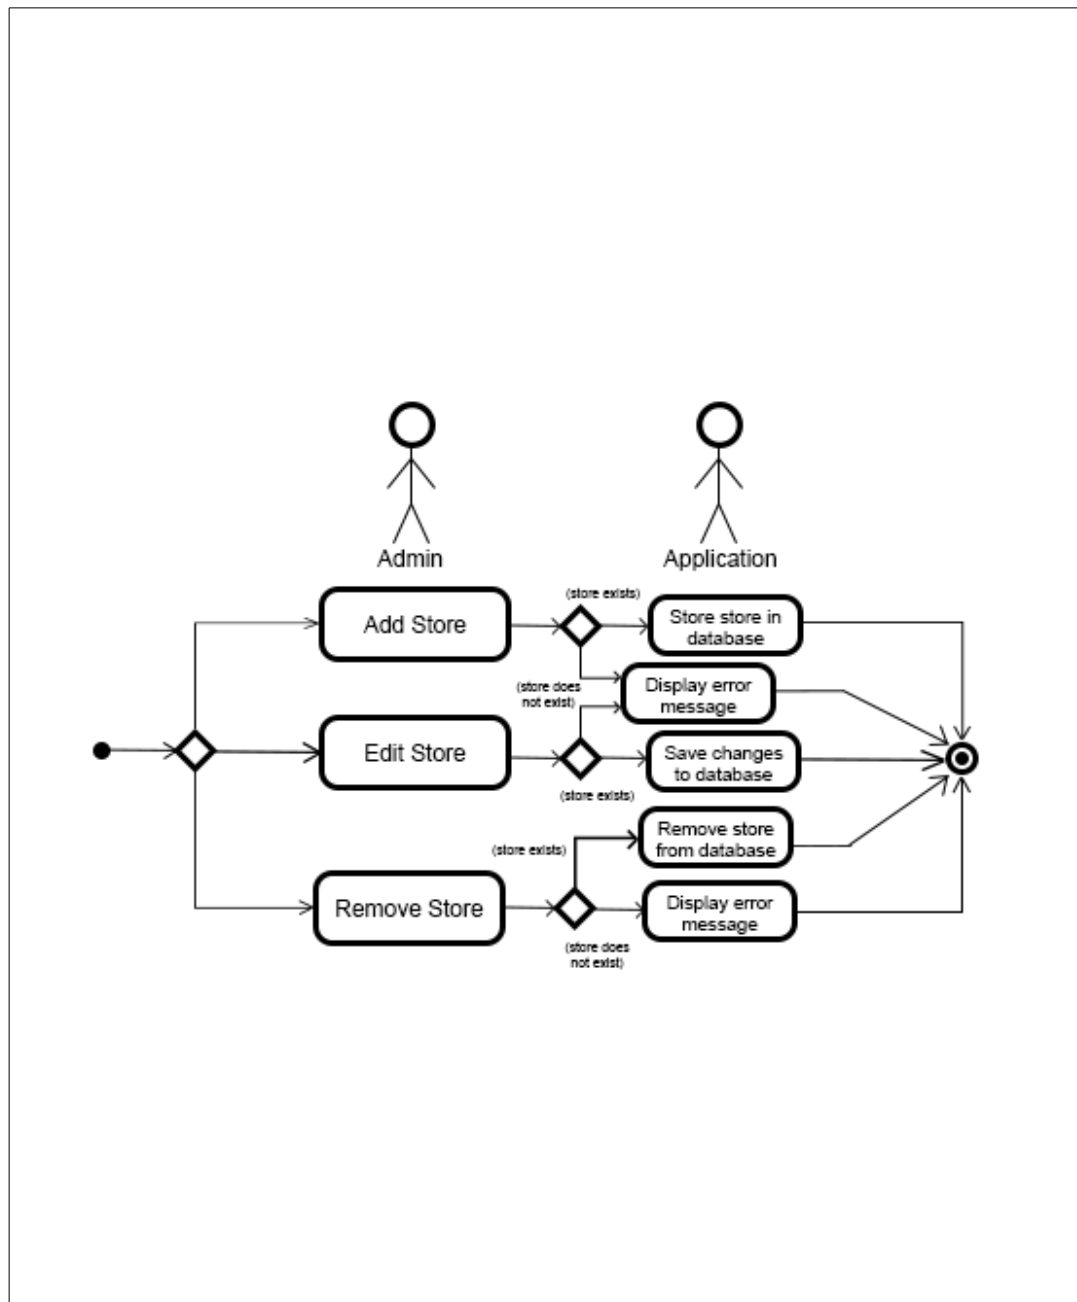 Admin
Application
(store exists)
Add Store
Store store in
database
(store does
not exist)
Display error
message
Edit Store
Save changes
to database
(store exists)
Remove store
from database
(store exists)
Remove Store
Display error
message
(store does
not exist)